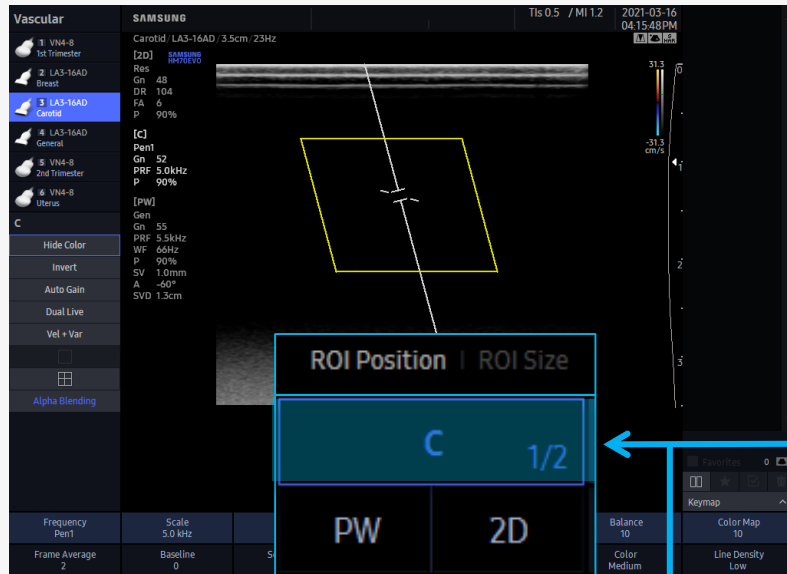 Vascular
SAMSUNG
TIs 0.5 / MI 1.2
2021-03-16
04:15:48PM
Carotid / LA3-16AD / 3.5cm / 23Hz
1 VN4-8
1st Trimester
2 LA3-16AD
Breast
3 LA3-16AD
Carotid
4 LA3-16AD
General
5 VN4-8
2nd Trimester
6 VN4-8
Uterus
C
Hide Color
Invert
Auto Gain
Dual Live
Vel + Var
Alpha Blending
[2D] SAMSUNG
HM70EVO
Res
Gn 48
DR 104
FA 6
P 90%
[C]
Pen1
Gn 52
PRF 5.0kHz
P 90%
[PW]
Gen
Gn 55
PRF 5.5kHz
WF 66Hz
P 90%
SV 1.0mm
A -60°
SVD 1.3cm
31.3
-31.3
cm/s
0
1
2
3
ROI Position | ROI Size
C 1/2
PW 2D
Favorites 0
Keymap
Frequency
Pen1
Scale
5.0 kHz
Balance
10
Color Map
10
Frame Average
2
Baseline
0
Color
Medium
Line Density
Low